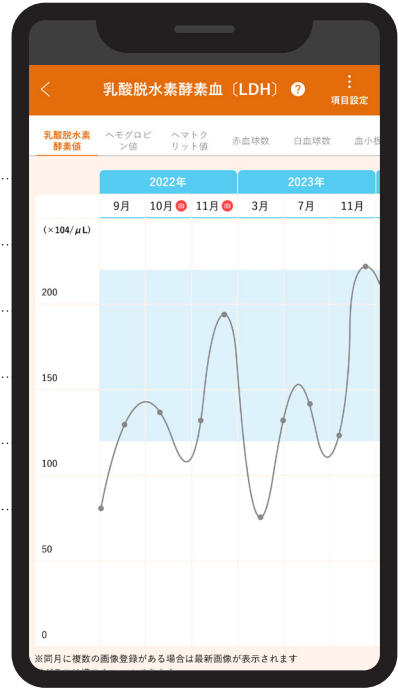 乳酸脱水素酵素血〔LDH〕 ?
項目設定
乳酸脱水素
酵素値
ヘモグロビ
ン値
ヘマトク
リット値
赤血球数
白血球数
血小板
2022年
2023年
9月
10月
11月
3月
7月
11月
(×104/μL)
200
150
100
50
0
※同月に複数の画像登録がある場合は最新画像が表示されます